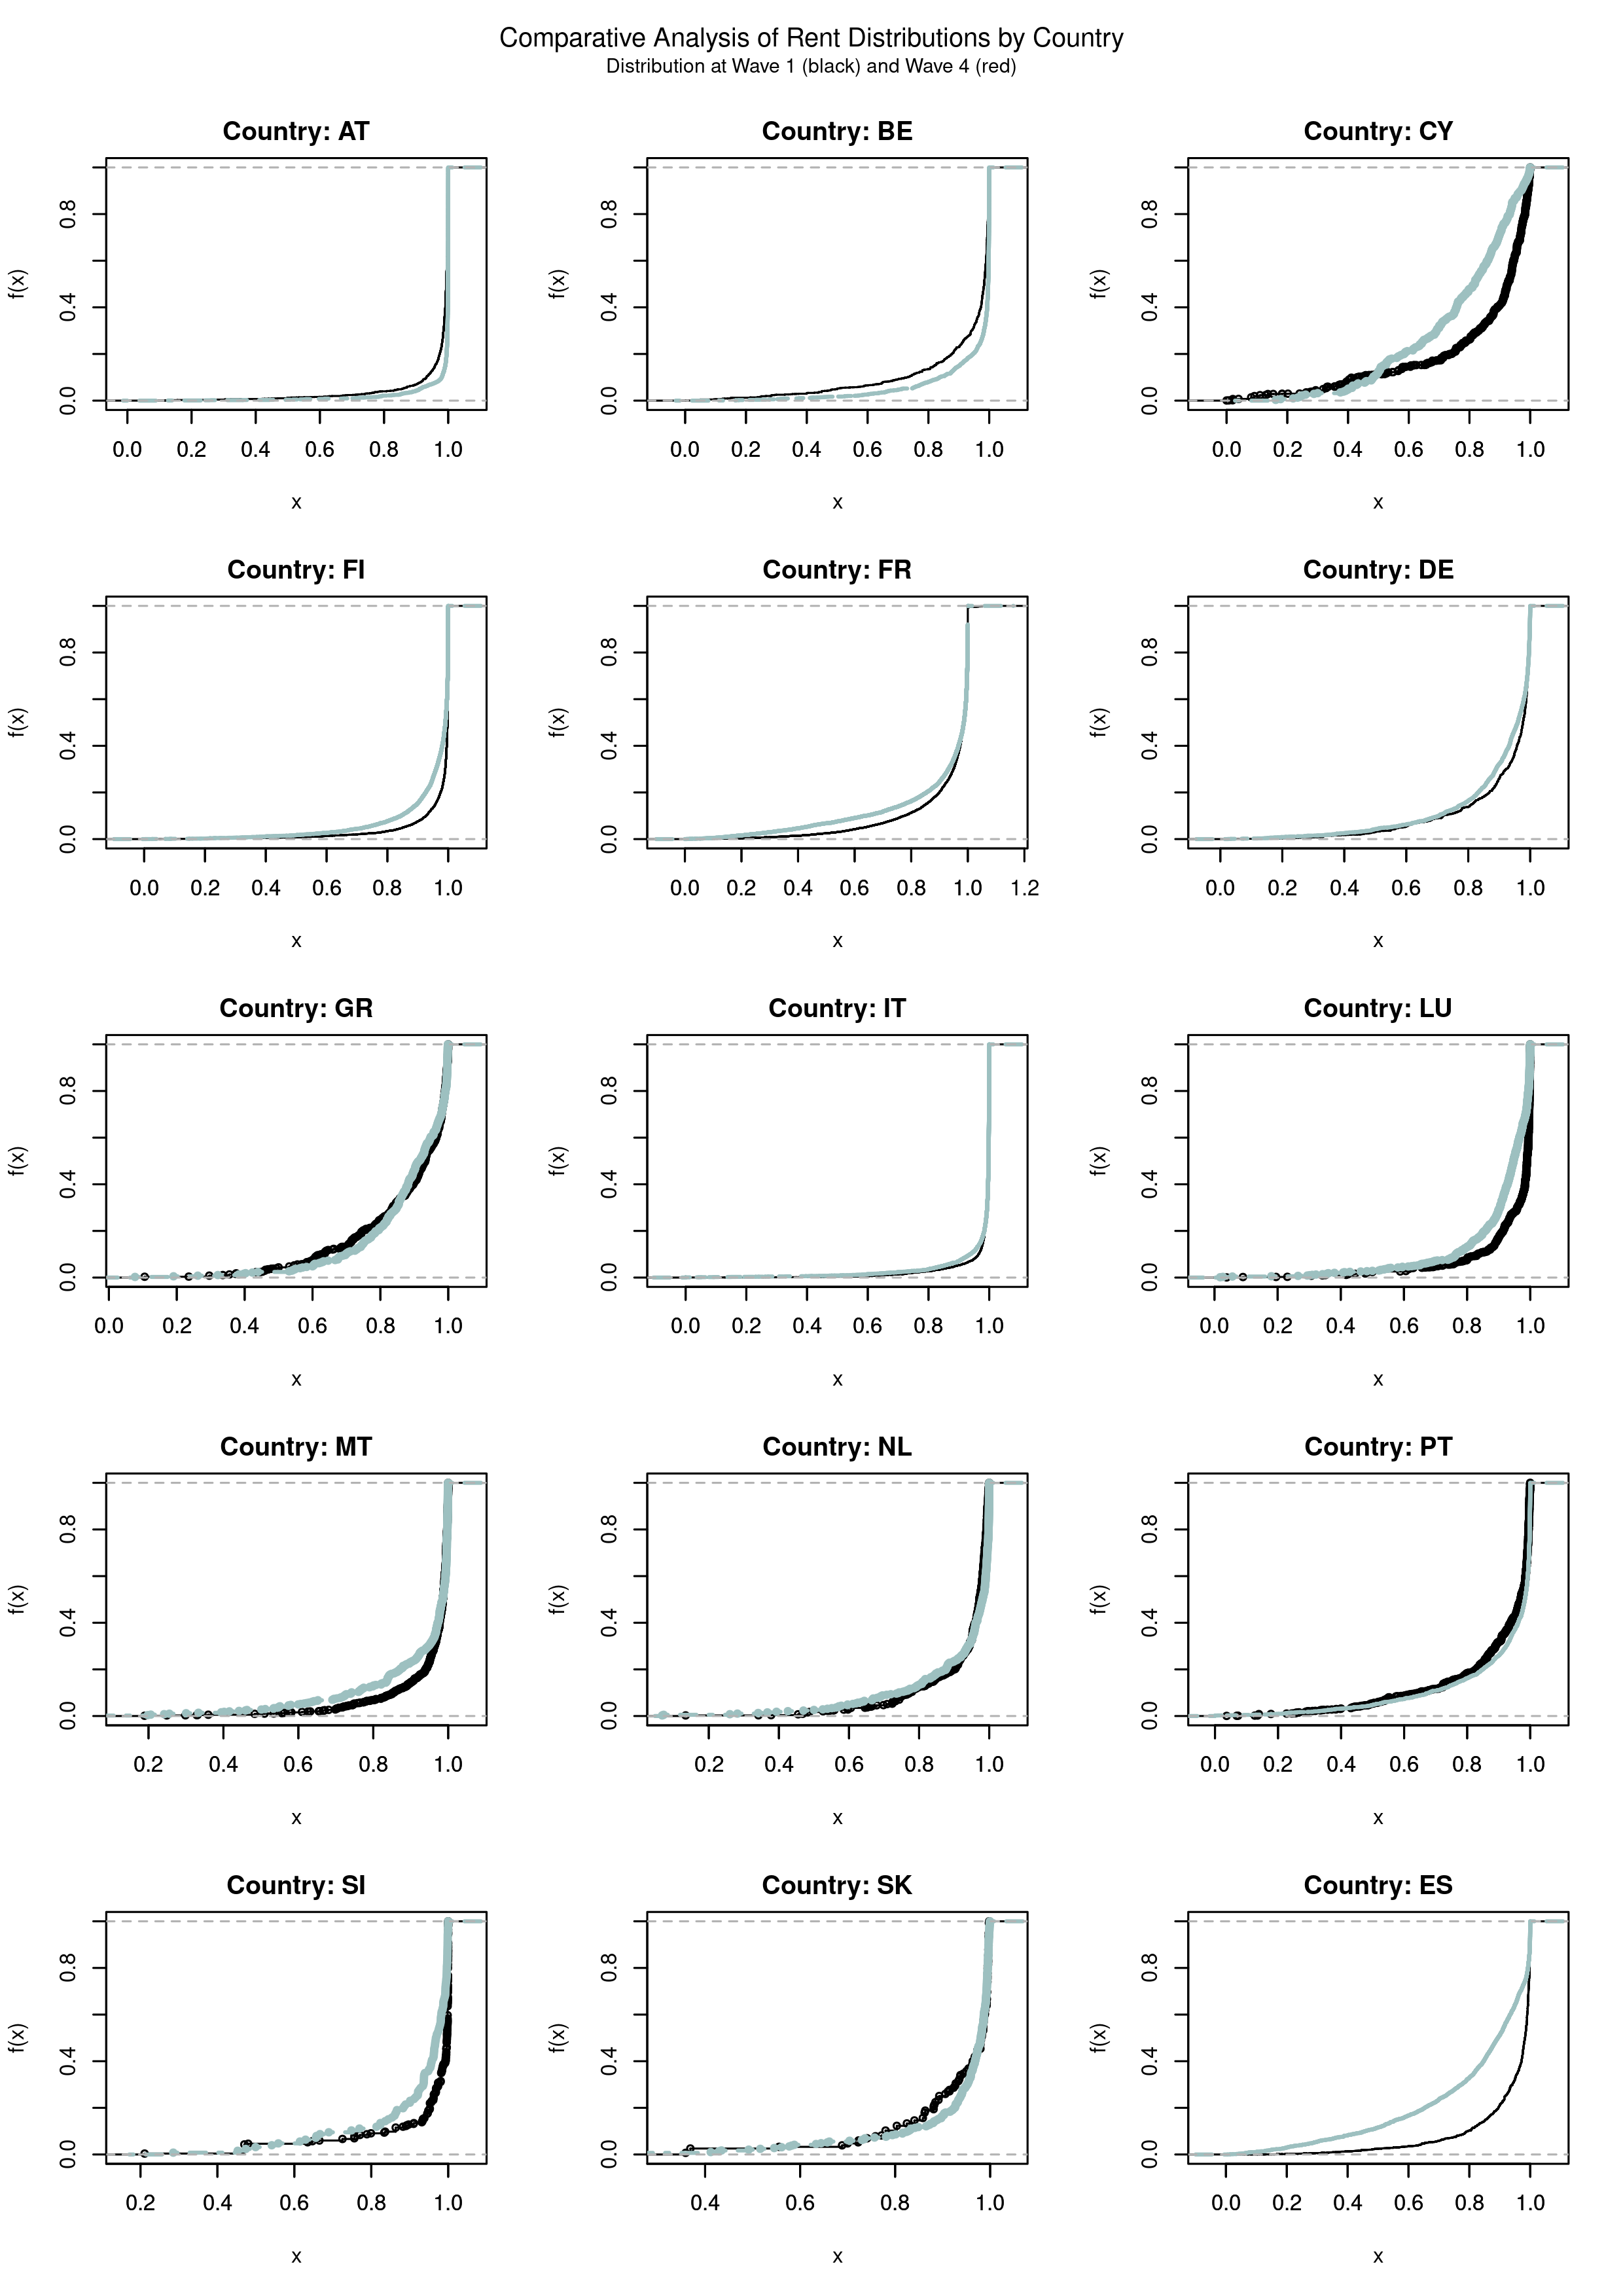 Comparative Analysis of Rent Distributions by Country
Distribution at Wave 1 (black) and Wave 4 (red)
Country: AT
f(x)
0.0 0.4 0.8
0.0 0.2 0.4 0.6 0.8 1.0
x
Country: BE
f(x)
0.0 0.4 0.8
0.0 0.2 0.4 0.6 0.8 1.0
x
Country: CY
f(x)
0.0 0.4 0.8
0.0 0.2 0.4 0.6 0.8 1.0
x
Country: FI
f(x)
0.0 0.4 0.8
0.0 0.2 0.4 0.6 0.8 1.0
x
Country: FR
f(x)
0.0 0.4 0.8
0.0 0.2 0.4 0.6 0.8 1.0 1.2
x
Country: DE
f(x)
0.0 0.4 0.8
0.0 0.2 0.4 0.6 0.8 1.0
x
Country: GR
f(x)
0.0 0.4 0.8
0.0 0.2 0.4 0.6 0.8 1.0
x
Country: IT
f(x)
0.0 0.4 0.8
0.0 0.2 0.4 0.6 0.8 1.0
x
Country: LU
f(x)
0.0 0.4 0.8
0.0 0.2 0.4 0.6 0.8 1.0
x
Country: MT
f(x)
0.0 0.4 0.8
0.2 0.4 0.6 0.8 1.0
x
Country: NL
f(x)
0.0 0.4 0.8
0.2 0.4 0.6 0.8 1.0
x
Country: PT
f(x)
0.0 0.4 0.8
0.0 0.2 0.4 0.6 0.8 1.0
x
Country: SI
f(x)
0.0 0.4 0.8
0.2 0.4 0.6 0.8 1.0
x
Country: SK
f(x)
0.0 0.4 0.8
0.4 0.6 0.8 1.0
x
Country: ES
f(x)
0.0 0.4 0.8
0.0 0.2 0.4 0.6 0.8 1.0
x